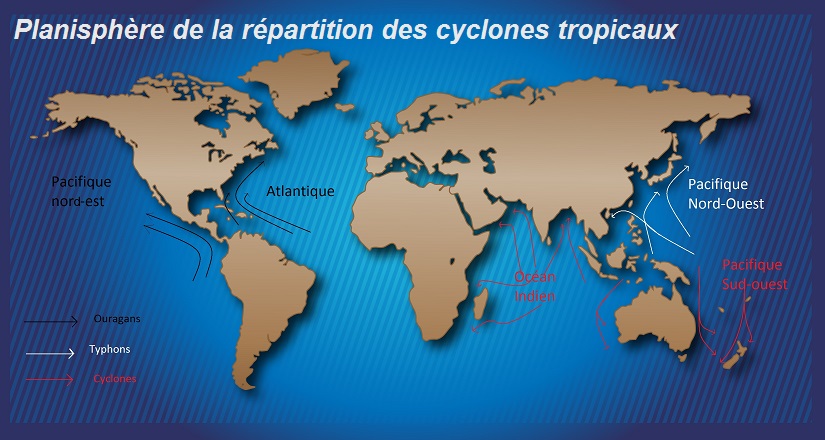 Planisphère de la répartition des cyclones tropicaux
Pacifique
nord-est
Atlantique
Pacifique
Nord-Ouest
Océan
Indien
Pacifique
Sud ouest
Ouragans
Typhons
Cyclones